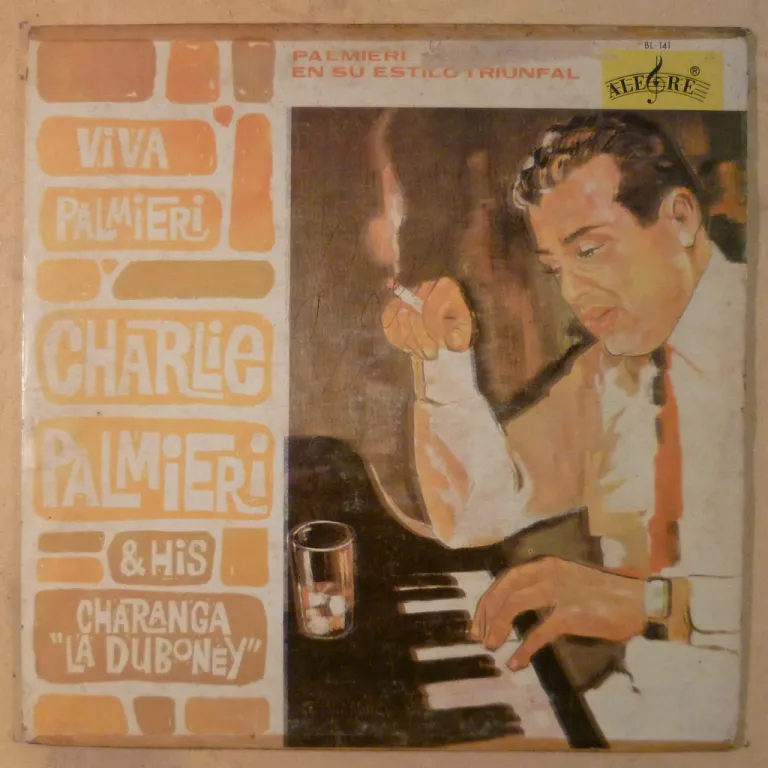 BL-141
PALMIERI
EN SU ESTILO TRIUNFAL
ALEGRE®
VIVA
PALMIERI
CHARLIE
PALMIERI
& HIS
CHARANGA
"LA DUBONEY"